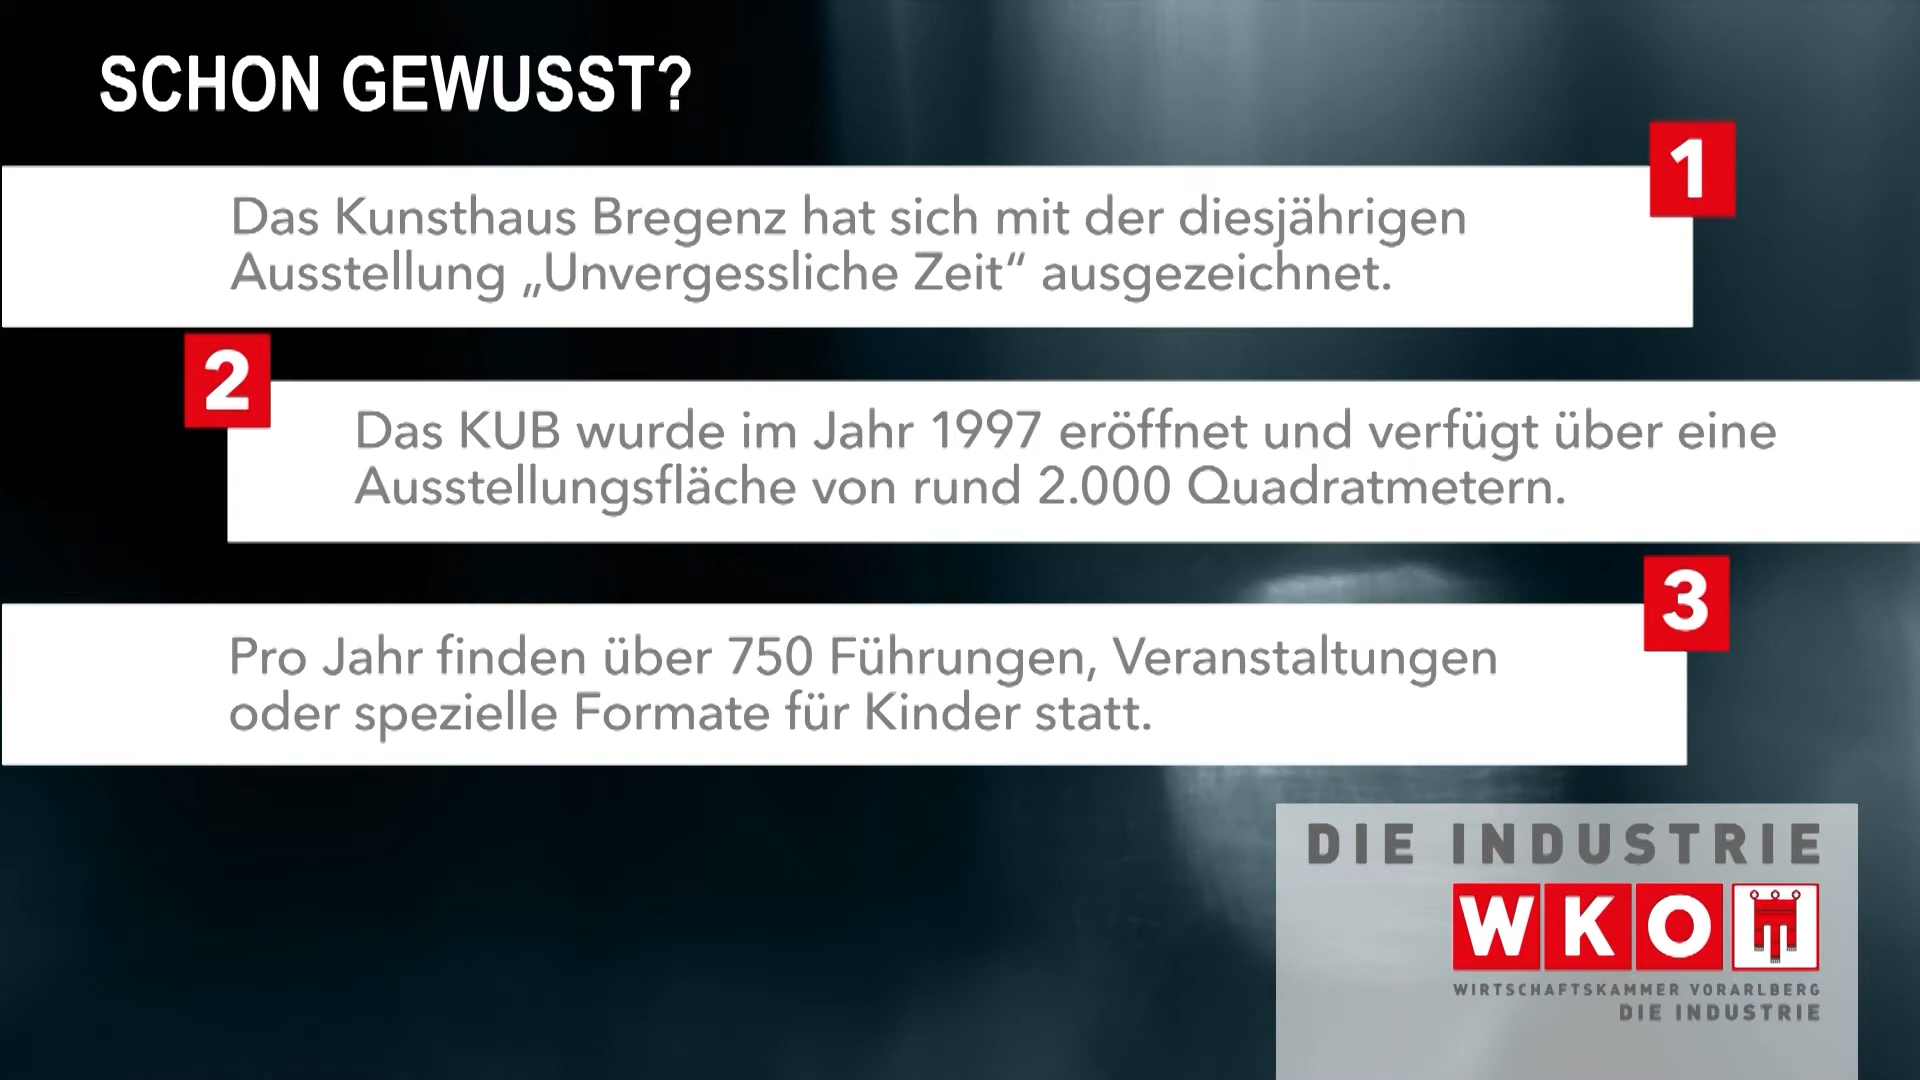 SCHON GEWUSST?
1
Das Kunsthaus Bregenz hat sich mit der diesjährigen
Ausstellung „Unvergessliche Zeit“ ausgezeichnet.
2
Das KUB wurde im Jahr 1997 eröffnet und verfügt über eine
Ausstellungsfläche von rund 2.000 Quadratmetern.
3
Pro Jahr finden über 750 Führungen, Veranstaltungen
oder spezielle Formate für Kinder statt.
DIE INDUSTRIE
WKO
WIRTSCHAFTSKAMMER VORARLBERG
DIE INDUSTRIE